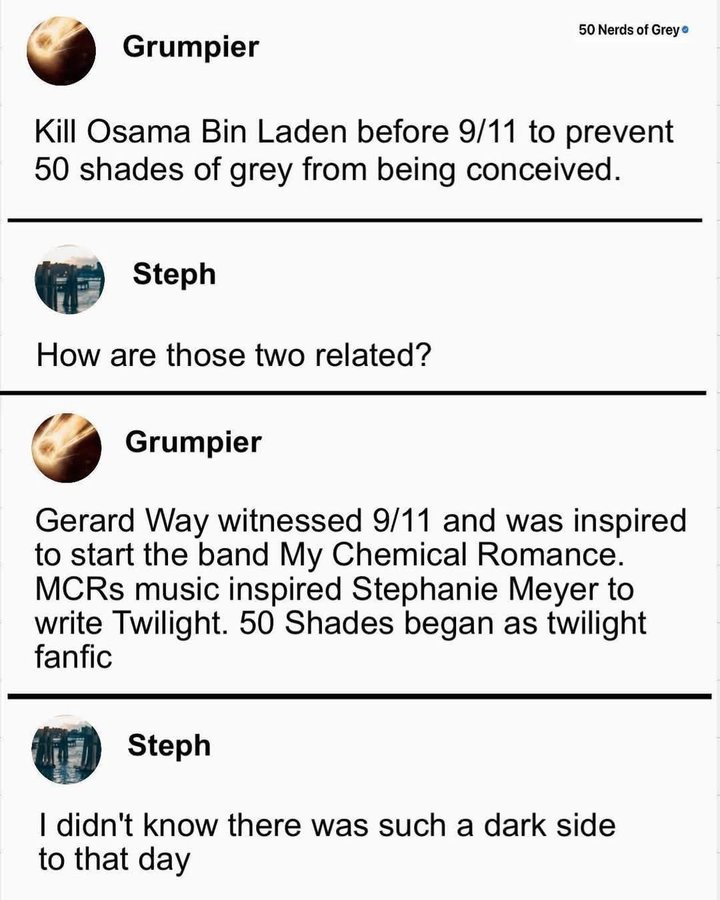 50 Nerds of Grey
Grumpier
Kill Osama Bin Laden before 9/11 to prevent
50 shades of grey from being conceived.
Steph
How are those two related?
Grumpier
Gerard Way witnessed 9/11 and was inspired
to start the band My Chemical Romance.
MCRs music inspired Stephanie Meyer to
write Twilight. 50 Shades began as twilight
fanfic
Steph
I didn't know there was such a dark side
to that day